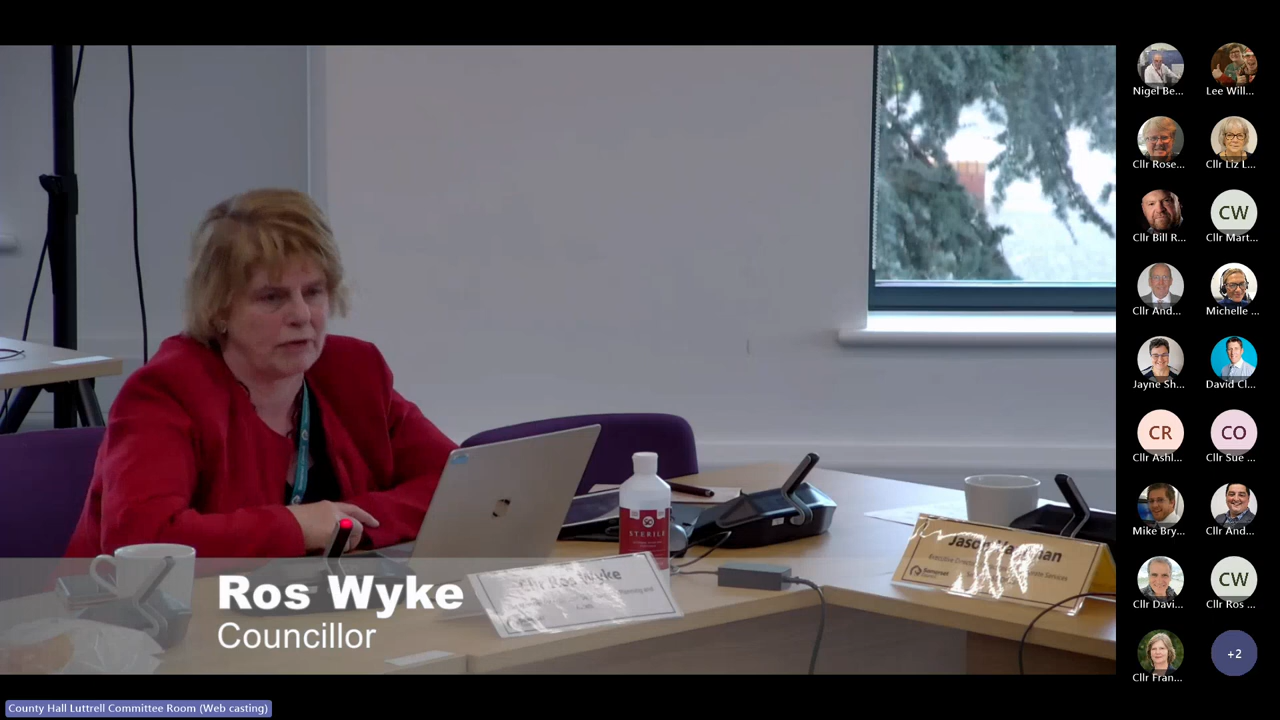 Nigel Be...
Lee Will...
Cllr Rose...
Cllr Liz L...
Cllr Bill R...
CW
Cllr Mart...
Cllr And...
Michelle ...
Jayne Sh...
David Cl...
CR
Cllr Ashl...
CO
Cllr Sue ...
Mike Bry...
Cllr And...
Cllr Davi...
CW
Cllr Ros ...
Cllr Fran...
+2
STERILE
Cllr Ros Wyke
Somerset
Ros Wyke
Councillor
County Hall Luttrell Committee Room (Web casting)